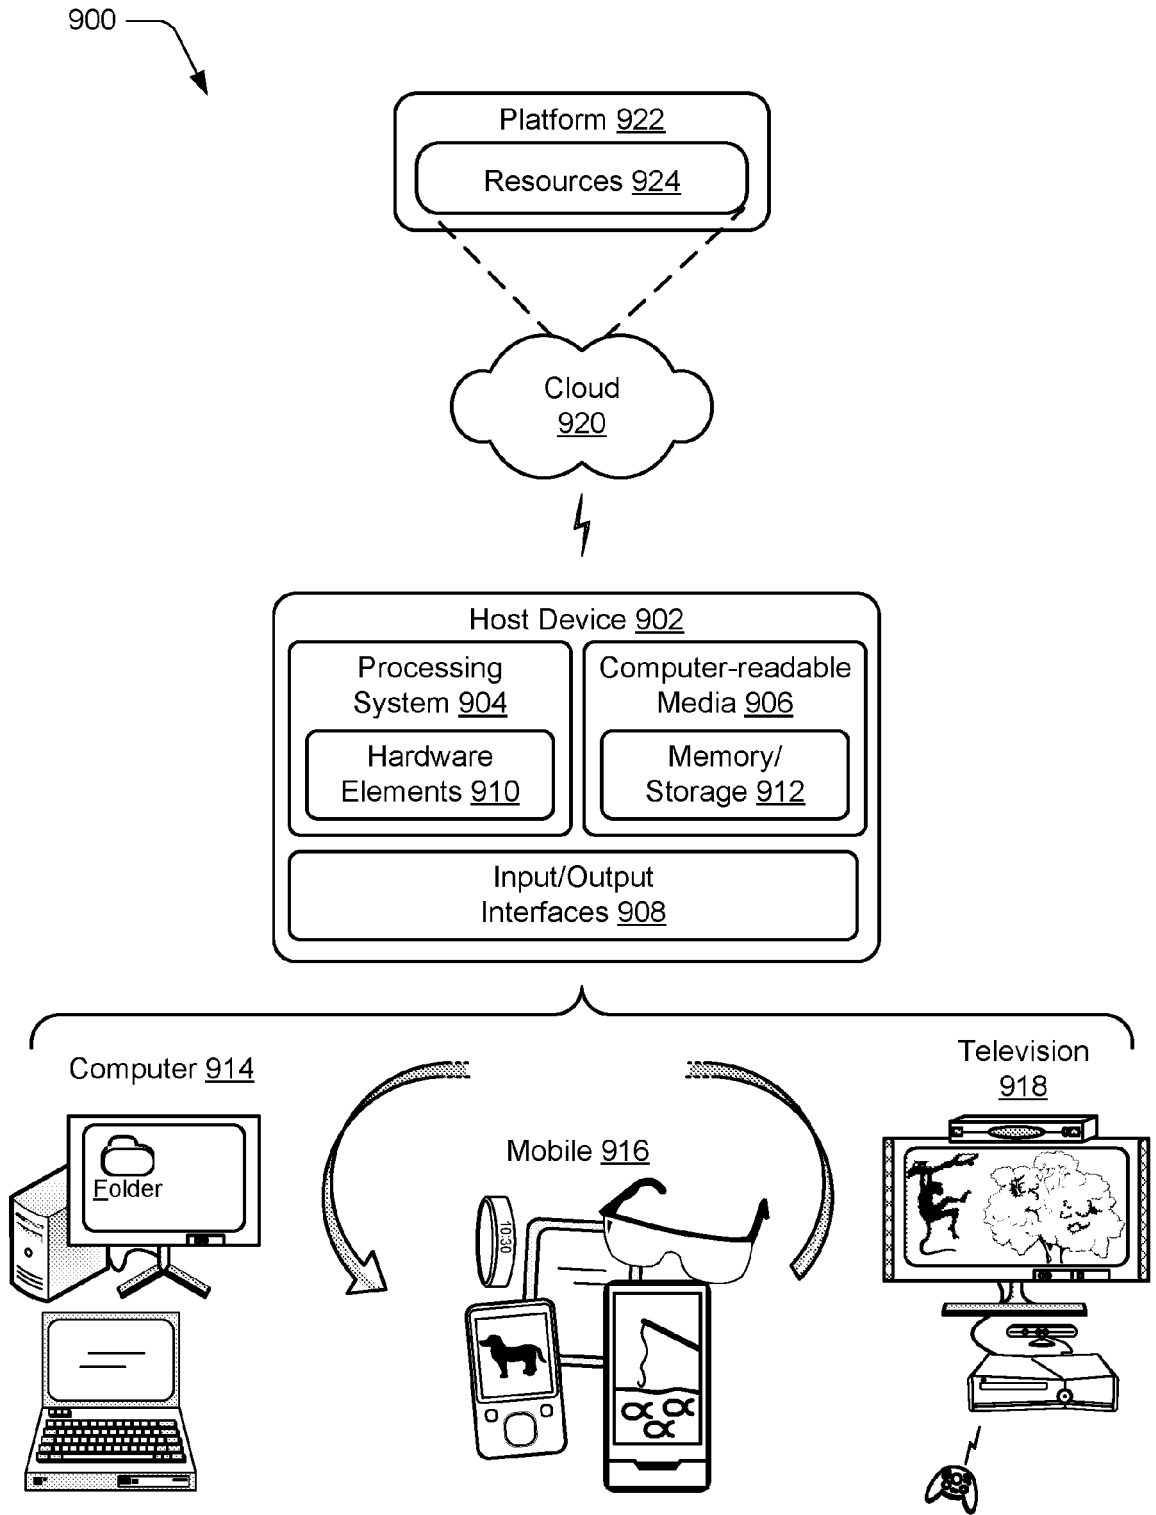 900
Platform 922
Resources 924
Cloud
920
Host Device 902
Processing
System 904
Computer-readable
Media 906
Hardware
Elements 910
Memory/
Storage 912
Input/Output
Interfaces 908
Computer 914
Mobile 916
Television
918
Folder
10:30